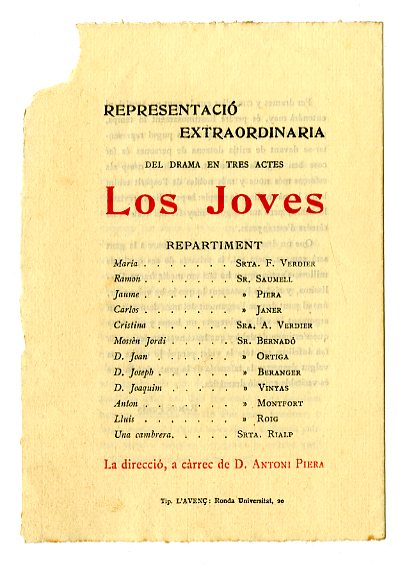 REPRESENTACIÓ
EXTRAORDINARIA
DEL DRAMA EN TRES ACTES
Los Joves
REPARTIMENT
Maria . . . . . . . Srta. F. Verdier
Ramon . . . . . . . Sr. Saumell
Jaume . . . . . . . » Piera
Carlos . . . . . . . » Janer
Cristina . . . . . . Sra. A. Verdier
Mossèn Jordi . . . . . Sr. Bernadó
D. Joan . . . . . . » Ortiga
D. Joseph . . . . . . » Beranger
D. Joaquim . . . . . » Vinyas
Anton . . . . . . . » Montfort
Lluis . . . . . . . » Roig
Una cambrera. . . . . Srta. Rialp
La direcció, a càrrec de D. Antoni Piera
Tip. L'AVENÇ: Ronda Universitat, 20